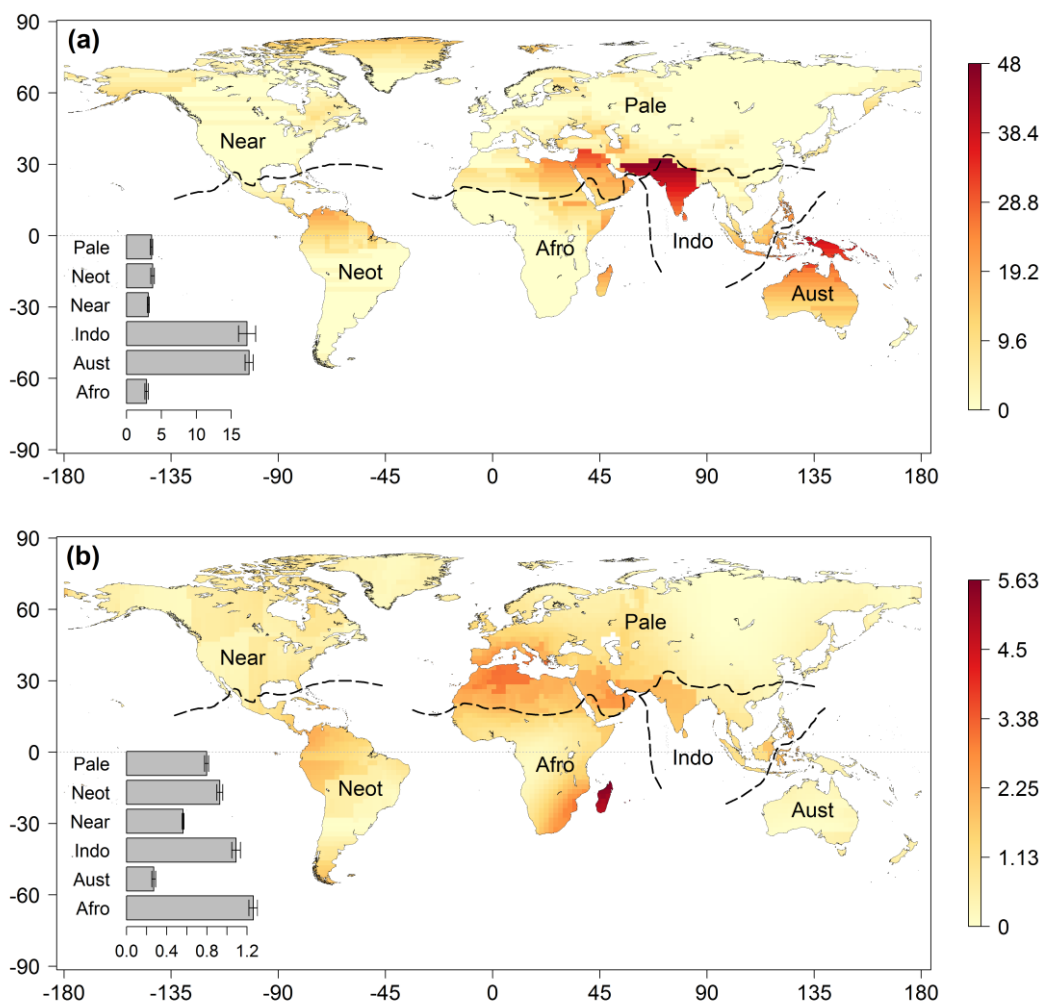 90
(a)
48
60
Pale
38.4
Near
30
28.8
0
Pale
Afro
Indo
19.2
Neot
Neot
Aust
-30
Near
Indo
9.6
-60
Aust
Afro
0
0 5 10 15
-90
-180 -135 -90 -45 0 45 90 135 180
90
(b)
5.63
60
Pale
4.5
Near
30
3.38
0
Pale
Afro
Indo
2.25
Neot
Neot
Aust
-30
Near
Indo
1.13
-60
Aust
Afro
0
0.0 0.4 0.8 1.2
-90
-180 -135 -90 -45 0 45 90 135 180